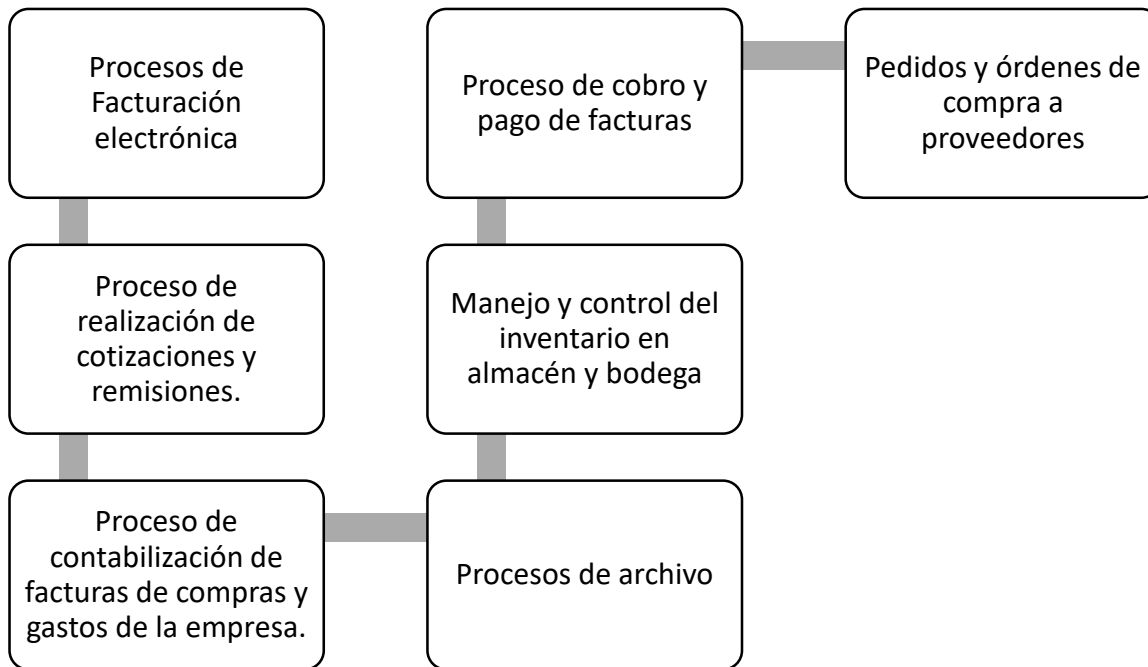 Procesos de
Facturación
electrónica
Proceso de
realización de
cotizaciones y
remisiones.
Proceso de
contabilización de
facturas de compras y
gastos de la empresa.
Procesos de archivo
Manejo y control del
inventario en
almacén y bodega
Proceso de cobro y
pago de facturas
Pedidos y órdenes de
compra a
proveedores